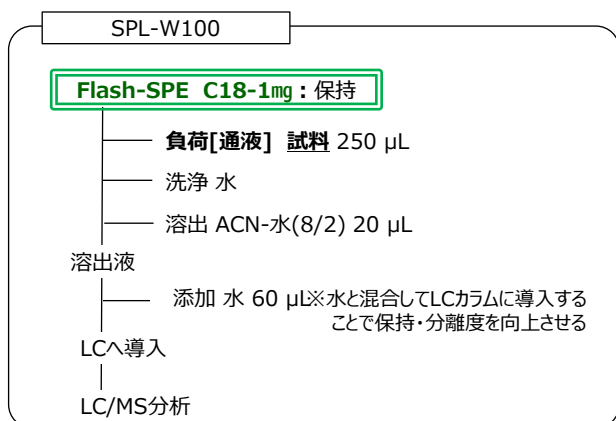 SPL-W100
Flash-SPE C18-1mg：保持
負荷[通液] 試料 250 µL
洗浄 水
溶出 ACN-水(8/2) 20 µL
溶出液
添加 水 60 µL※水と混合してLCカラムに導入する
ことで保持・分離度を向上させる
LCへ導入
LC/MS分析